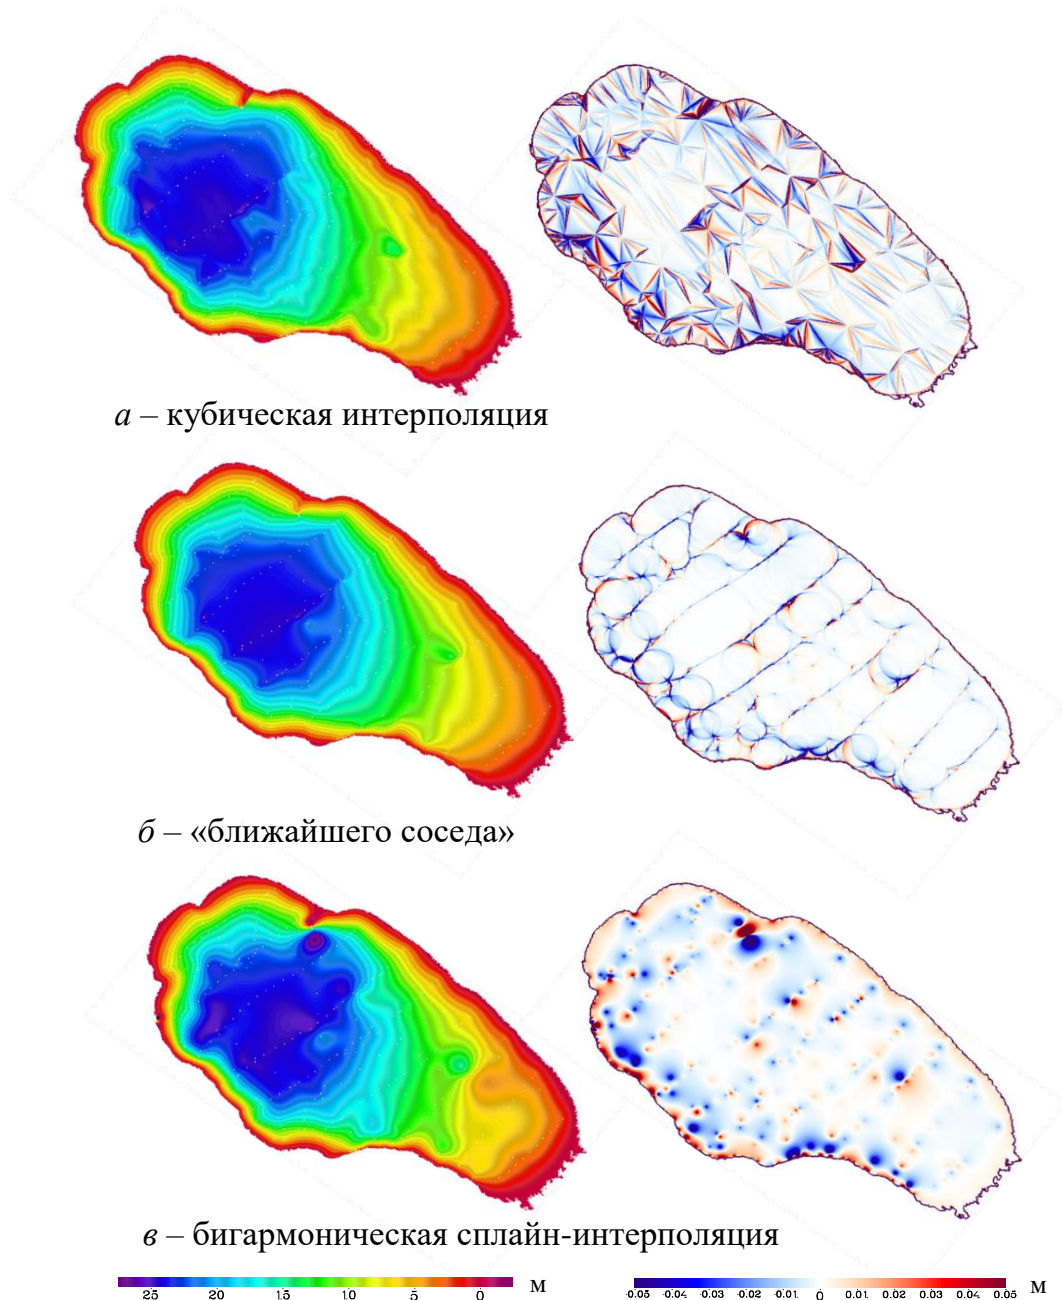 а – кубическая интерполяция
б – «ближайшего соседа»
в – бигармоническая сплайн-интерполяция
25 20 15 10 5 0 м
-0.05 -0.04 -0.03 -0.02 -0.01 0 0.01 0.02 0.03 0.04 0.05 м